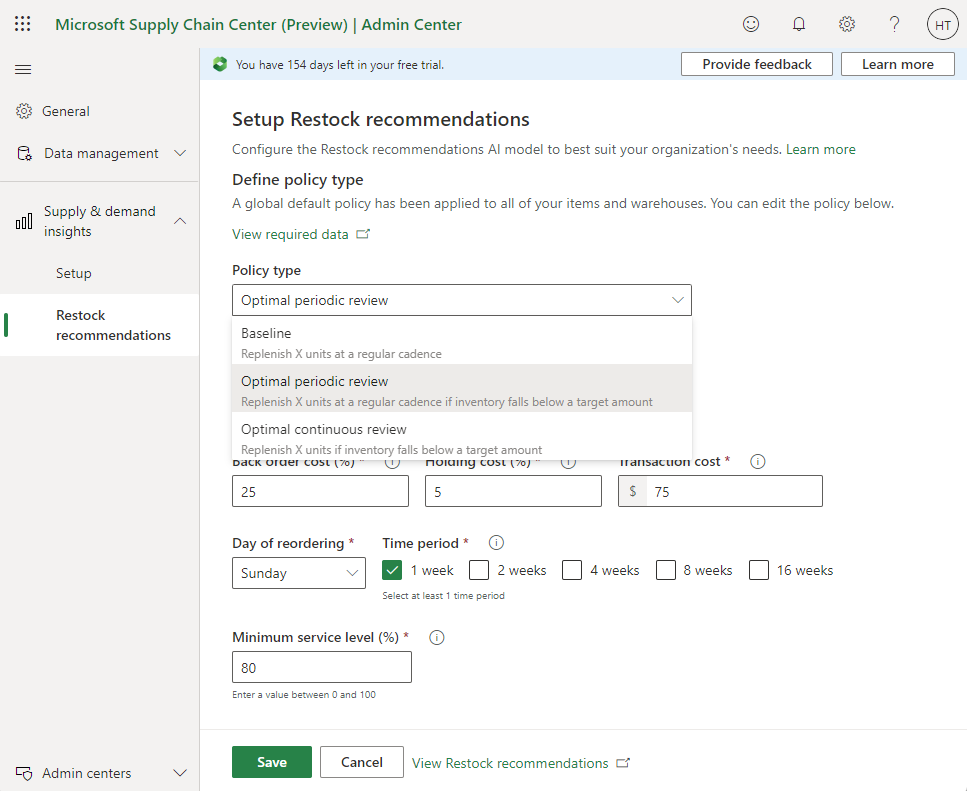 Microsoft Supply Chain Center (Preview) | Admin Center
?
HT
You have 154 days left in your free trial.
Provide feedback
Learn more
General
Data management
Supply & demand
insights
Setup
Restock
recommendations
Admin centers
Setup Restock recommendations
Configure the Restock recommendations AI model to best suit your organization's needs. Learn more
Define policy type
A global default policy has been applied to all of your items and warehouses. You can edit the policy below.
View required data
Policy type
Optimal periodic review
Baseline
Replenish X units at a regular cadence
Optimal periodic review
Replenish X units at a regular cadence if inventory falls below a target amount
Optimal continuous review
Replenish X units if inventory falls below a target amount
Back order cost (%) * Holding cost (%) * Transaction cost *
25 5 $ 75
Day of reordering * Time period *
Sunday 1 week 2 weeks 4 weeks 8 weeks 16 weeks
Select at least 1 time period
Minimum service level (%) *
80
Enter a value between 0 and 100
Save Cancel View Restock recommendations